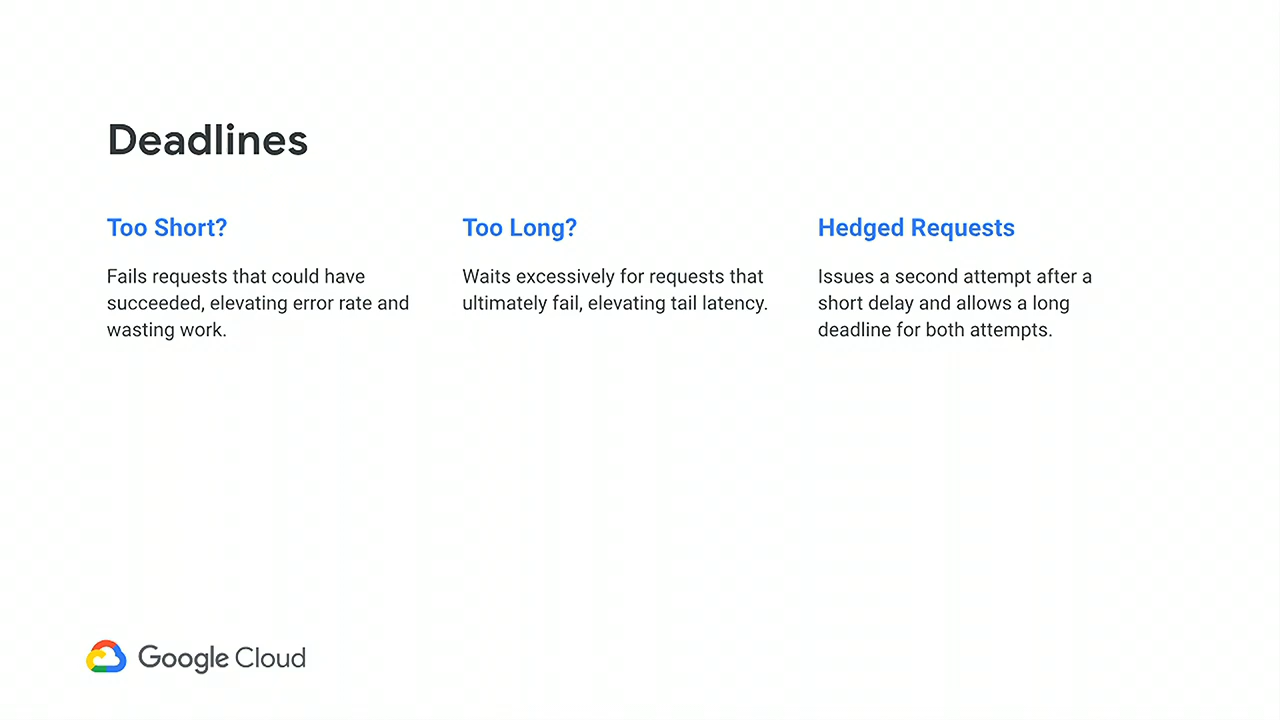 Deadlines
Too Short?
Fails requests that could have
succeeded, elevating error rate and
wasting work.
Too Long?
Waits excessively for requests that
ultimately fail, elevating tail latency.
Hedged Requests
Issues a second attempt after a
short delay and allows a long
deadline for both attempts.
Google Cloud